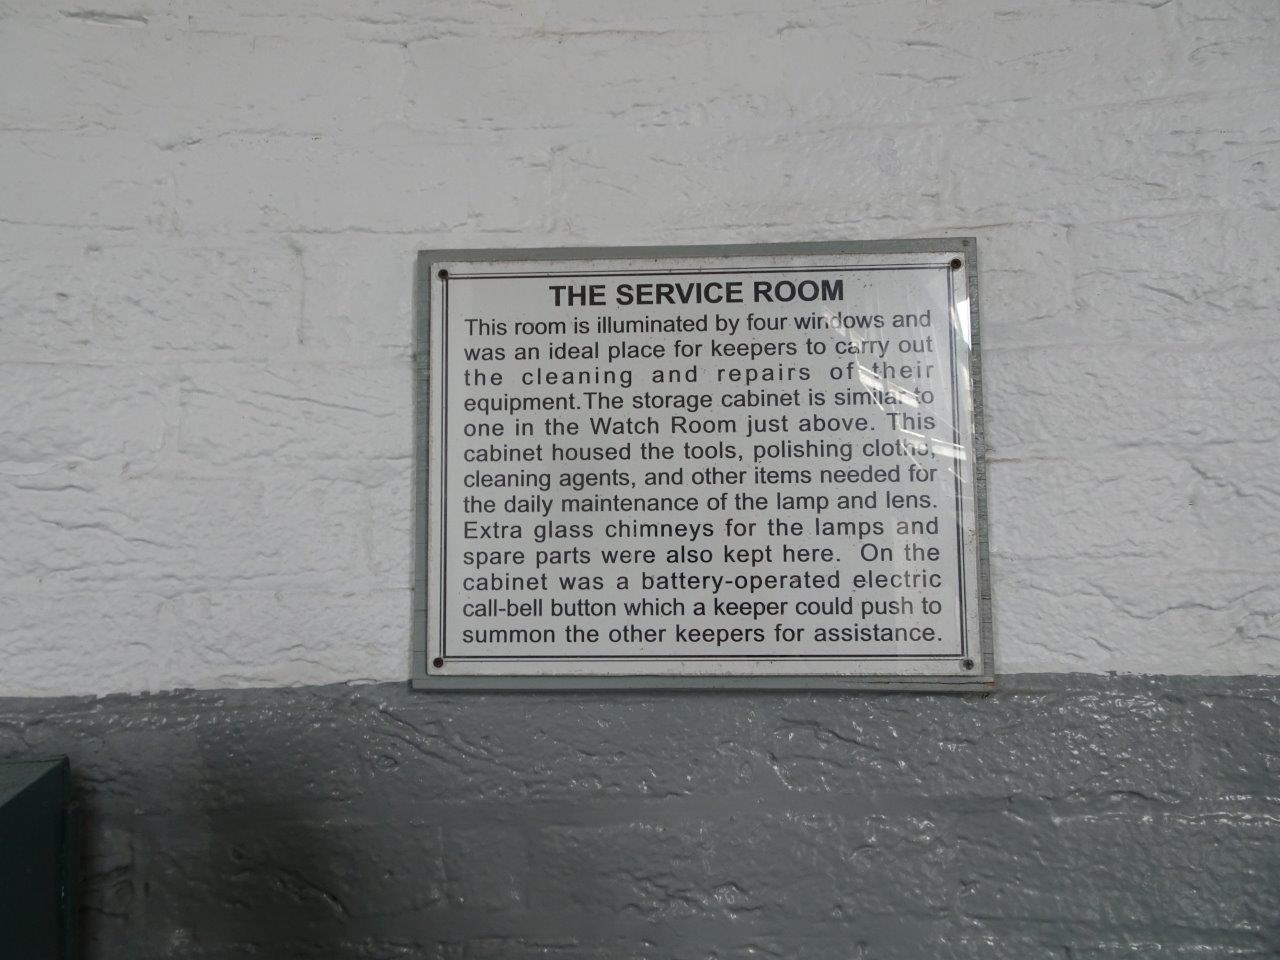 THE SERVICE ROOM
This room is illuminated by four windows and
was an ideal place for keepers to carry out
the cleaning and repairs of their
equipment. The storage cabinet is similar to
one in the Watch Room just above. This
cabinet housed the tools, polishing cloths,
cleaning agents, and other items needed for
the daily maintenance of the lamp and lens.
Extra glass chimneys for the lamps and
spare parts were also kept here. On the
cabinet was a battery-operated electric
call-bell button which a keeper could push to
summon the other keepers for assistance.